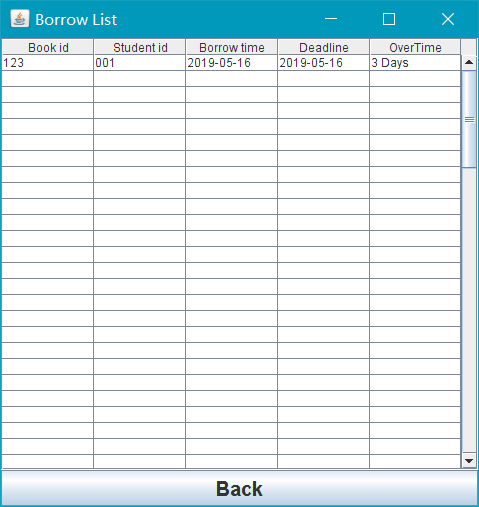 Borrow List
Book id Student id Borrow time Deadline OverTime
123 001 2019-05-16 2019-05-16 3 Days
Back